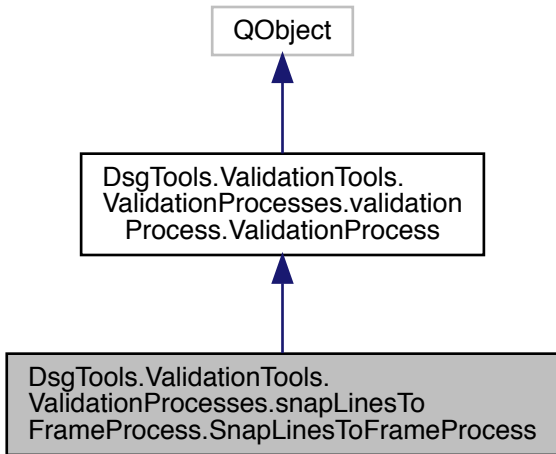 QObject
DsgTools.ValidationTools.
ValidationProcesses.validation
Process.ValidationProcess
DsgTools.ValidationTools.
ValidationProcesses.snapLinesTo
FrameProcess.SnapLinesToFrameProcess